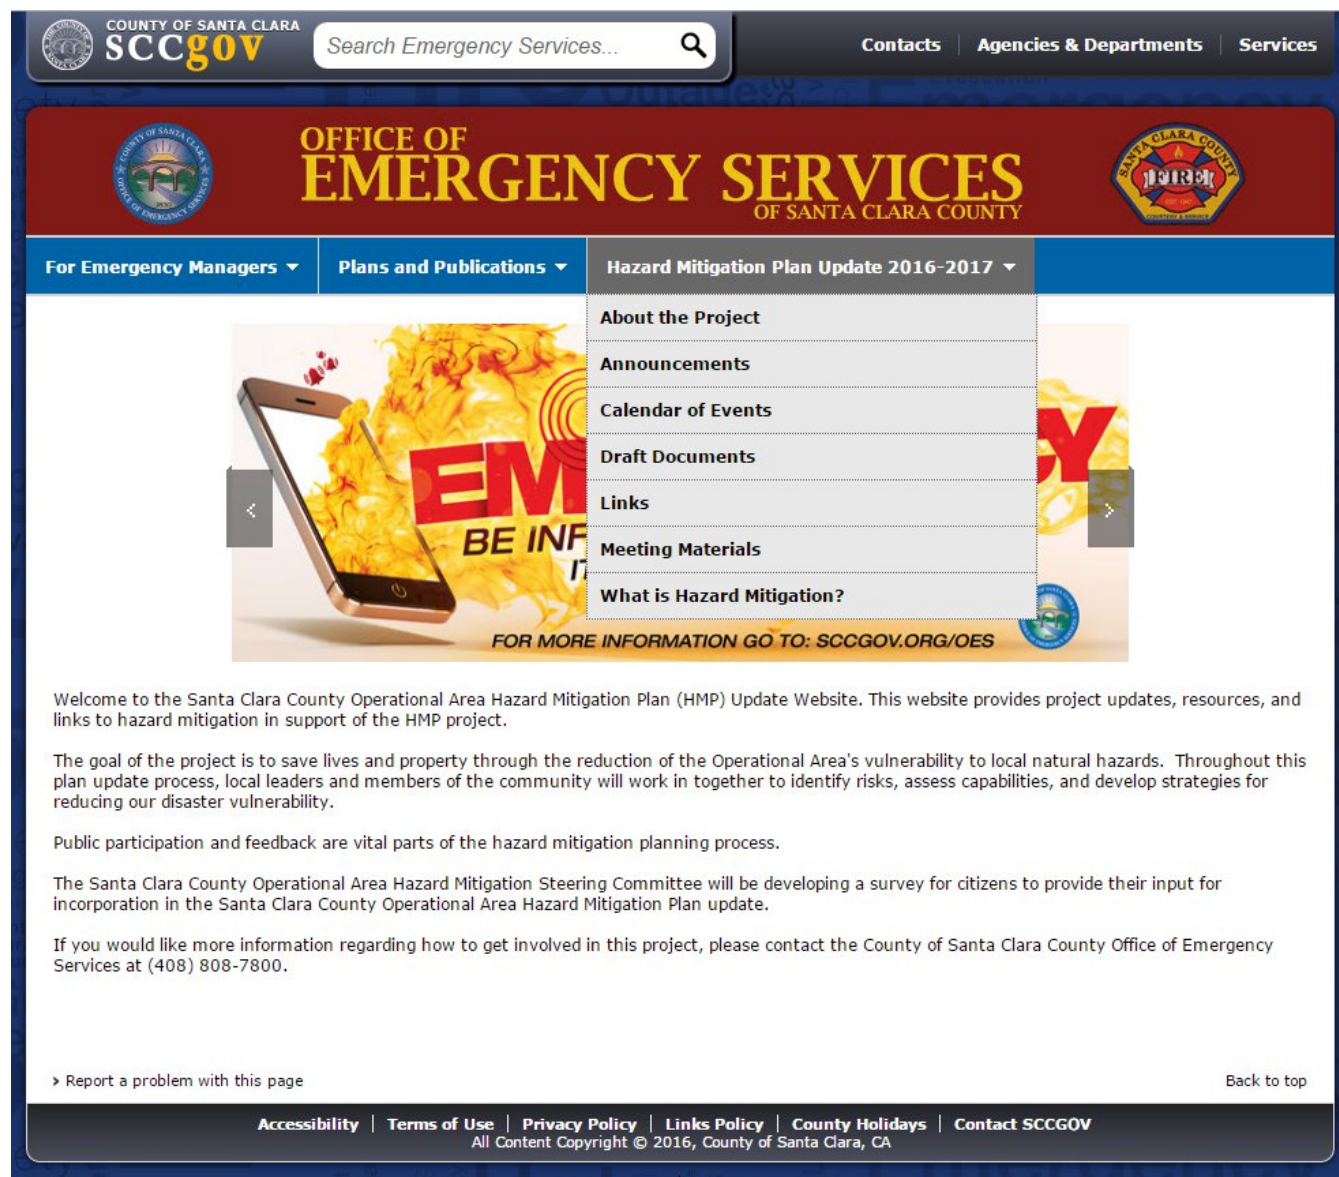 COUNTY OF SANTA CLARA
SCCgov
Search Emergency Services...
Contacts
Agencies & Departments
Services
OFFICE OF
EMERGENCY SERVICES
OF SANTA CLARA COUNTY
SANTA CLARA COUNTY
FIRE
COURTESY & SERVICE
For Emergency Managers
Plans and Publications
Hazard Mitigation Plan Update 2016-2017
About the Project
Announcements
Calendar of Events
Draft Documents
Links
Meeting Materials
What is Hazard Mitigation?
BE INF
FOR MORE INFORMATION GO TO: SCCGOV.ORG/OES
Welcome to the Santa Clara County Operational Area Hazard Mitigation Plan (HMP) Update Website. This website provides project updates, resources, and
links to hazard mitigation in support of the HMP project.
The goal of the project is to save lives and property through the reduction of the Operational Area's vulnerability to local natural hazards.  Throughout this
plan update process, local leaders and members of the community will work in together to identify risks, assess capabilities, and develop strategies for
reducing our disaster vulnerability.
Public participation and feedback are vital parts of the hazard mitigation planning process.
The Santa Clara County Operational Area Hazard Mitigation Steering Committee will be developing a survey for citizens to provide their input for
incorporation in the Santa Clara County Operational Area Hazard Mitigation Plan update.
If you would like more information regarding how to get involved in this project, please contact the County of Santa Clara County Office of Emergency
Services at (408) 808-7800.
> Report a problem with this page
Back to top
Accessibility | Terms of Use | Privacy Policy | Links Policy | County Holidays | Contact SCCGOV
All Content Copyright © 2016, County of Santa Clara, CA